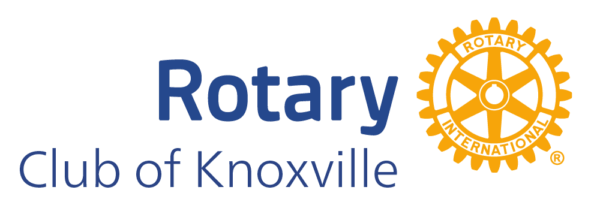 Rotary
Club of Knoxville
ROTARY
INTERNATIONAL
®